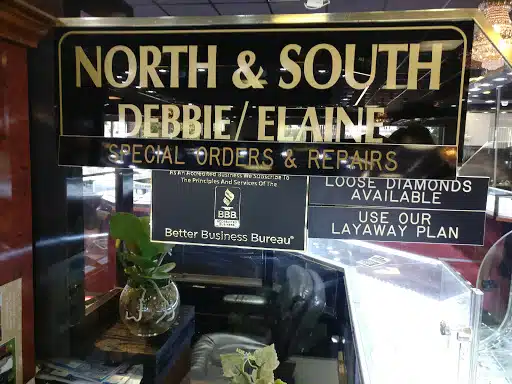 NORTH & SOUTH
DEBBIE/ ELAINE
SPECIAL ORDERS & REPAIRS
As An Accredited Business We Subscribe To
The Principles And Services Of The
BBB
Better Business Bureau®
LOOSE DIAMONDS
AVAILABLE
USE OUR
LAYAWAY PLAN